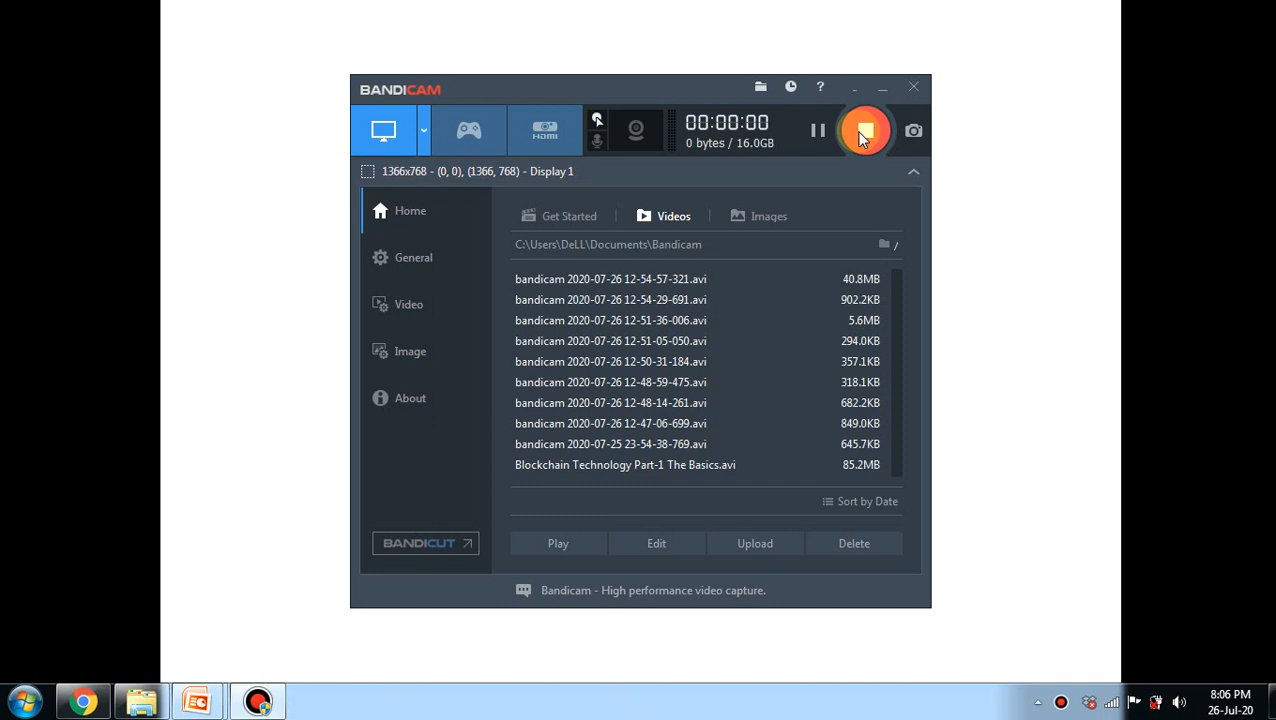 BANDICAM
?
HDMI
00:00:00
0 bytes / 16.0GB
1366x768 - (0, 0), (1366, 768) - Display 1
Home
General
Video
Image
About
BANDICUT
Get Started
Videos
Images
C:\Users\DeLL\Documents\Bandicam
/
bandicam 2020-07-26 12-54-57-321.avi 40.8MB
bandicam 2020-07-26 12-54-29-691.avi 902.2KB
bandicam 2020-07-26 12-51-36-006.avi 5.6MB
bandicam 2020-07-26 12-51-05-050.avi 294.0KB
bandicam 2020-07-26 12-50-31-184.avi 357.1KB
bandicam 2020-07-26 12-48-59-475.avi 318.1KB
bandicam 2020-07-26 12-48-14-261.avi 682.2KB
bandicam 2020-07-26 12-47-06-699.avi 849.0KB
bandicam 2020-07-25 23-54-38-769.avi 645.7KB
Blockchain Technology Part-1 The Basics.avi 85.2MB
Sort by Date
Play Edit Upload Delete
Bandicam - High performance video capture.
8:06 PM
26-Jul-20